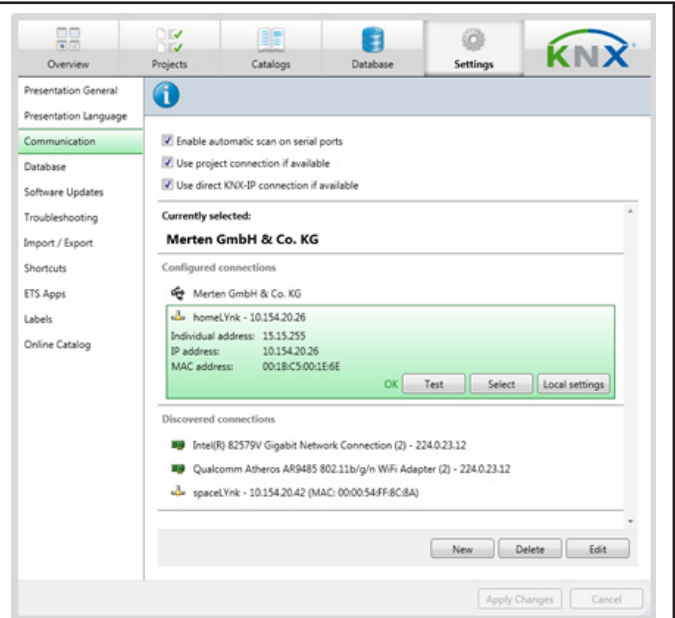 Overview
Projects
Catalogs
Database
Settings
KNX
Presentation General
Presentation Language
Communication
Database
Software Updates
Troubleshooting
Import / Export
Shortcuts
ETS Apps
Labels
Online Catalog
Enable automatic scan on serial ports
Use project connection if available
Use direct KNX-IP connection if available
Currently selected:
Merten GmbH & Co. KG
Configured connections
Merten GmbH & Co. KG
homeLYnk - 10.154.20.26
Individual address: 15.15.255
IP address: 10.154.20.26
MAC address: 00:18:C5:00:1E:6E
OK Test Select Local settings
Discovered connections
Intel(R) 82579V Gigabit Network Connection (2) - 224.0.23.12
Qualcomm Atheros AR9485 802.11b/g/n WiFi Adapter (2) - 224.0.23.12
spaceLYnk - 10.154.20.42 (MAC: 00:00:54:FF:8C:8A)
New Delete Edit
Apply Changes Cancel